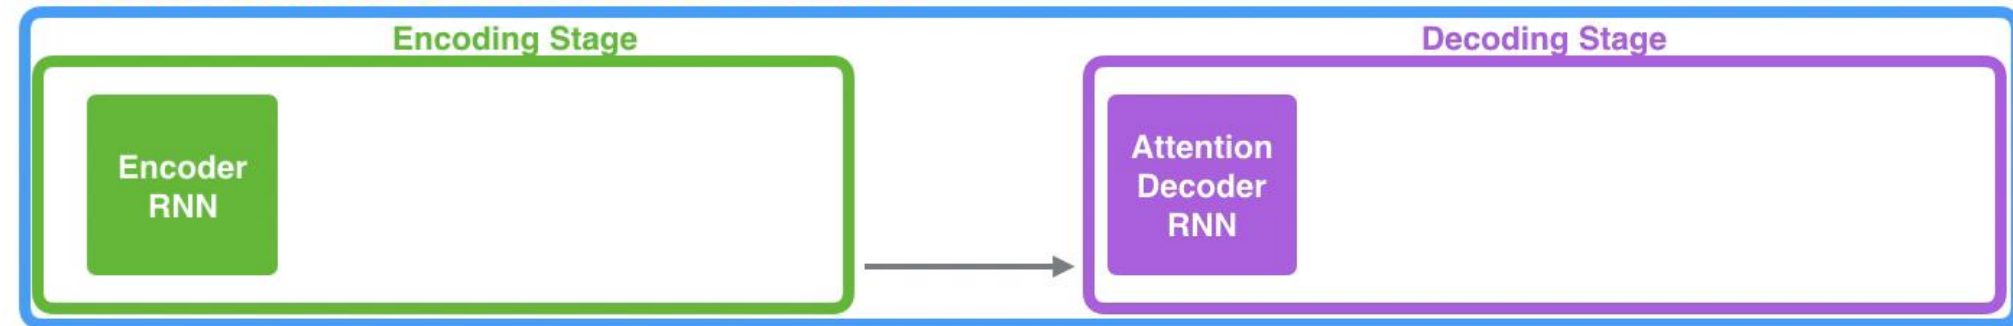 Encoding Stage
Decoding Stage
Encoder
RNN
Attention
Decoder
RNN